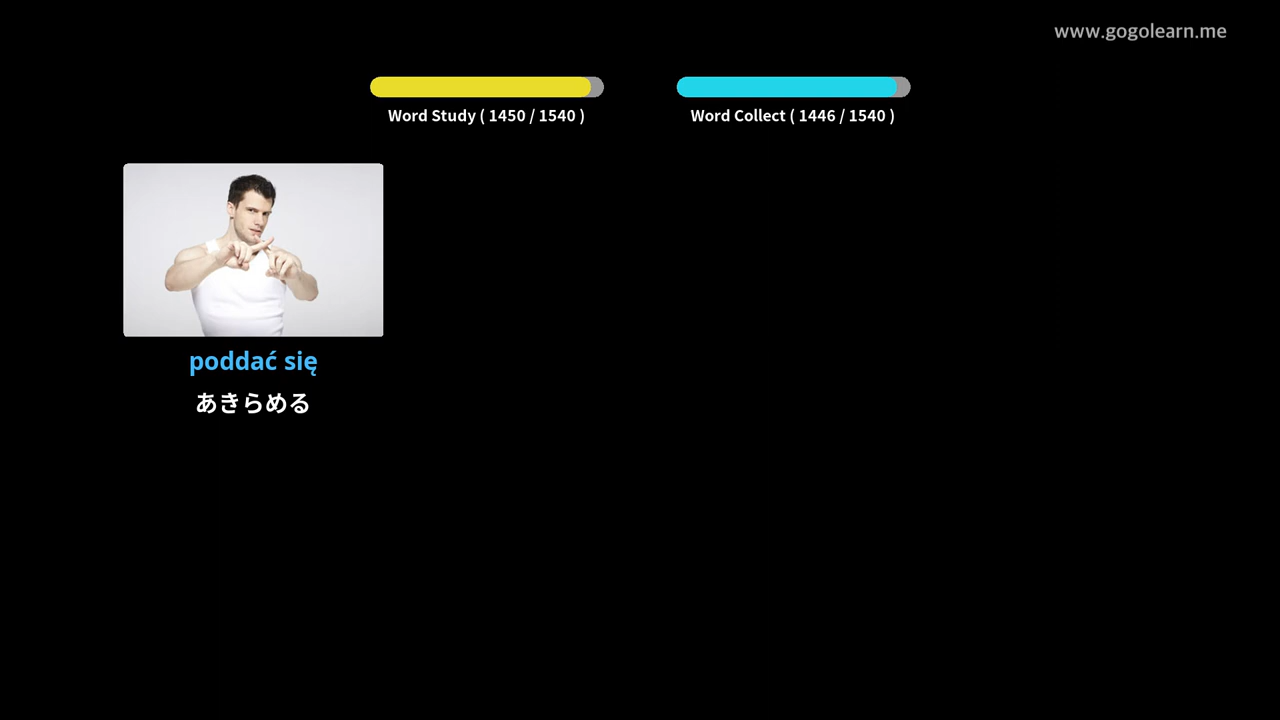 www.gogolearn.me
Word Study ( 1450 / 1540 )
Word Collect ( 1446 / 1540 )
poddać się
あきらめる